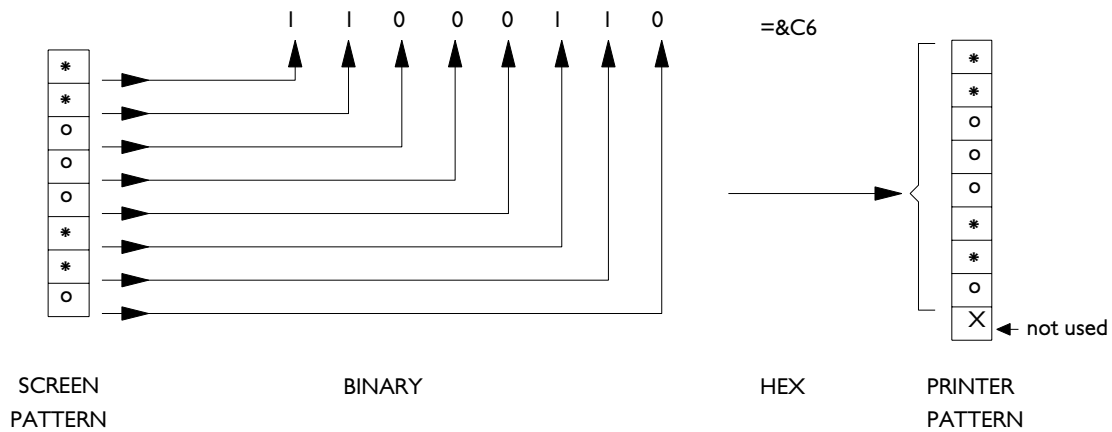 1 1 0 0 0 1 1 0 =&C6
*
*
o
o
o
*
*
o
*
*
o
o
o
*
*
o
X
not used
SCREEN
PATTERN
BINARY
HEX
PRINTER
PATTERN